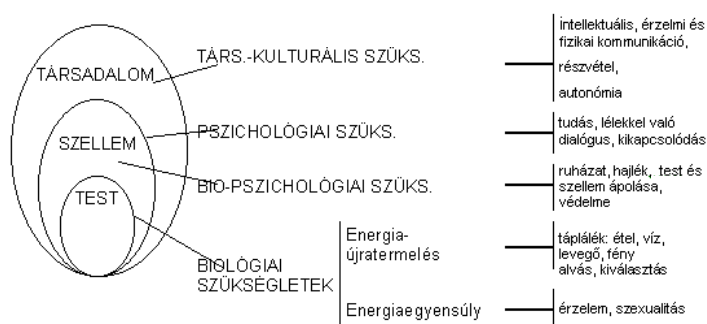 TÁRSADALOM
SZELLEM
TEST
TÁRS.-KULTURÁLIS SZÜKS.
intellektuális, érzelmi és
fizikai kommunikáció,
részvétel,
autonómia
PSZICHOLÓGIAI SZÜKS.
tudás, lélekkel való
dialógus, kikapcsolódás
BIO-PSZICHOLÓGIAI SZÜKS.
ruházat, hajlék, test és
szellem ápolása,
védelme
BIOLÓGIAI
SZÜKSÉGLETEK
Energia-
újratermelés
táplálék: étel, víz,
levegő, fény
alvás, kiválasztás
Energiaegyensúly
érzelem, szexualitás